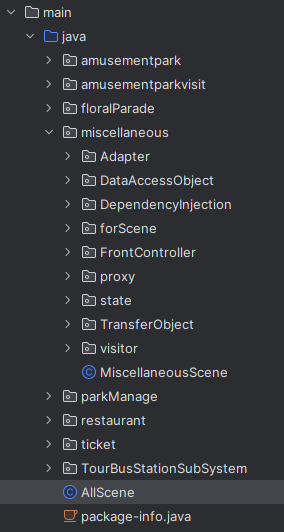 main
java
amusementpark
amusementparkvisit
floralParade
miscellaneous
Adapter
DataAccessObject
DependencyInjection
forScene
FrontController
proxy
state
TransferObject
visitor
MiscellaneousScene
parkManage
restaurant
ticket
TourBusStationSubSystem
AllScene
package-info.java